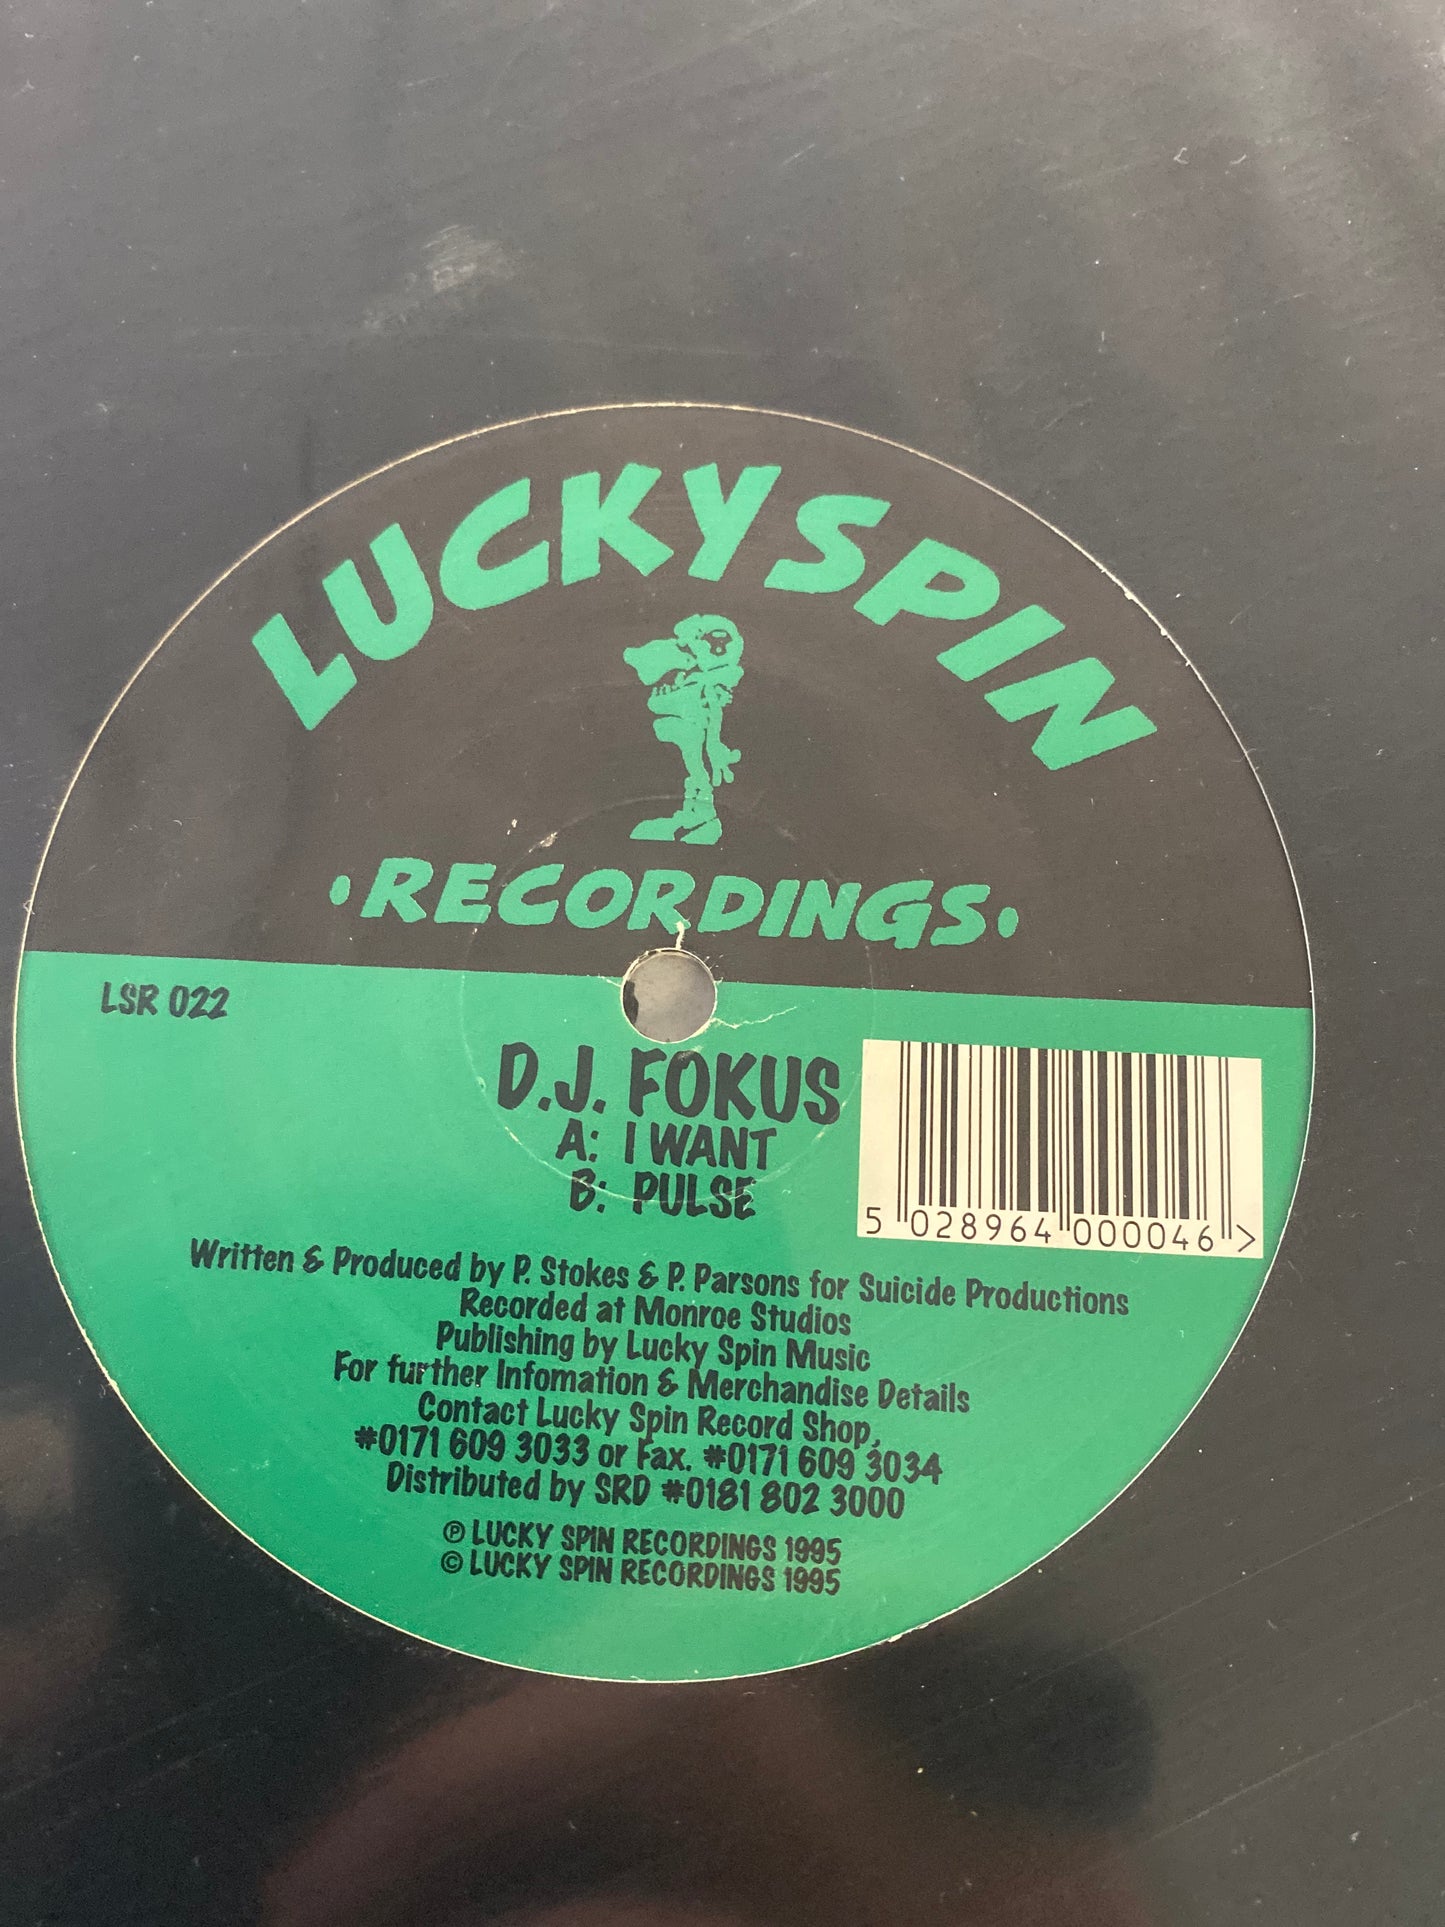 LUCKY SPIN
•RECORDINGS•
LSR 022
D.J. FOKUS
A: I WANT
B: PULSE
5 028964 000046 >
Written & Produced by P. Stokes & P. Parsons for Suicide Productions
Recorded at Monroe Studios
Publishing by Lucky Spin Music
For further Infomation & Merchandise Details
Contact Lucky Spin Record Shop,
#0171 609 3033 or Fax. #0171 609 3034
Distributed by SRD #0181 802 3000
℗ LUCKY SPIN RECORDINGS 1995
© LUCKY SPIN RECORDINGS 1995